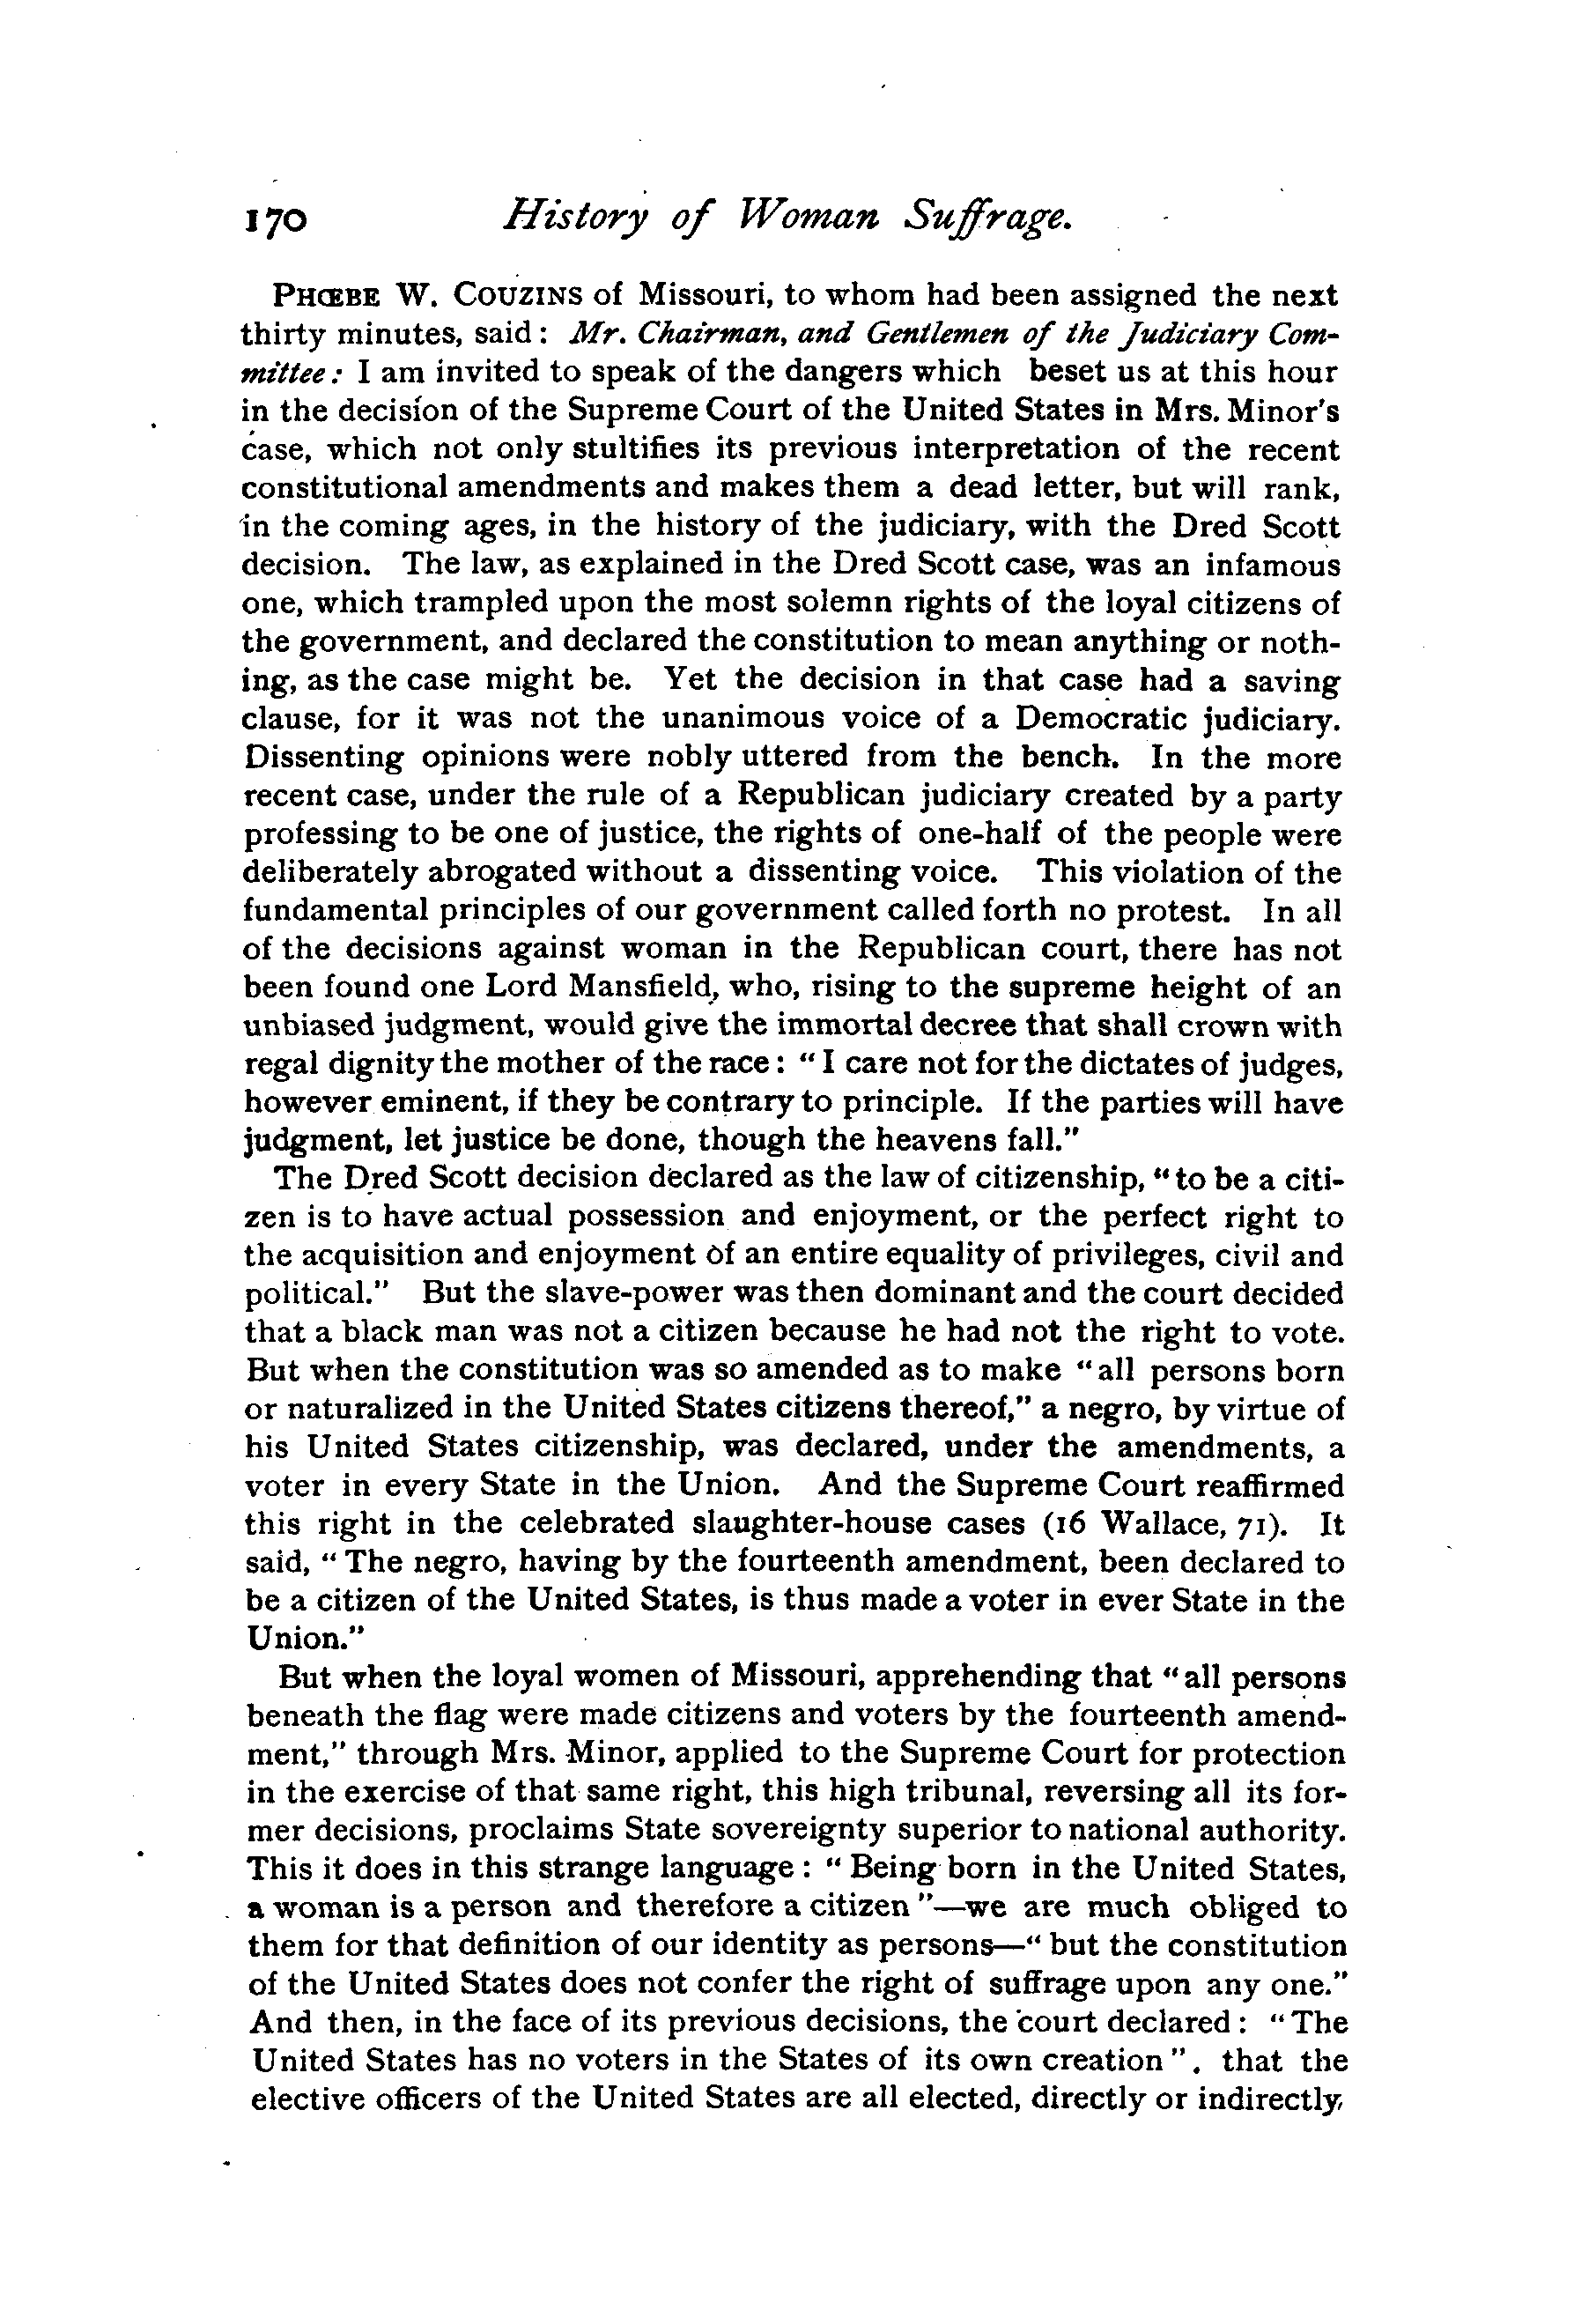 170 History of Woman Suffrage.
PHŒBE W. COUZINS of Missouri, to whom had been assigned the next
thirty minutes, said: Mr. Chairman, and Gentlemen of the Judiciary Com-
mittee: I am invited to speak of the dangers which beset us at this hour
in the decision of the Supreme Court of the United States in Mrs. Minor's
case, which not only stultifies its previous interpretation of the recent
constitutional amendments and makes them a dead letter, but will rank,
in the coming ages, in the history of the judiciary, with the Dred Scott
decision. The law, as explained in the Dred Scott case, was an infamous
one, which trampled upon the most solemn rights of the loyal citizens of
the government, and declared the constitution to mean anything or noth-
ing, as the case might be. Yet the decision in that case had a saving
clause, for it was not the unanimous voice of a Democratic judiciary.
Dissenting opinions were nobly uttered from the bench. In the more
recent case, under the rule of a Republican judiciary created by a party
professing to be one of justice, the rights of one-half of the people were
deliberately abrogated without a dissenting voice. This violation of the
fundamental principles of our government called forth no protest. In all
of the decisions against woman in the Republican court, there has not
been found one Lord Mansfield, who, rising to the supreme height of an
unbiased judgment, would give the immortal decree that shall crown with
regal dignity the mother of the race: "I care not for the dictates of judges,
however eminent, if they be contrary to principle. If the parties will have
judgment, let justice be done, though the heavens fall."
The Dred Scott decision declared as the law of citizenship, "to be a citi-
zen is to have actual possession and enjoyment, or the perfect right to
the acquisition and enjoyment of an entire equality of privileges, civil and
political." But the slave-power was then dominant and the court decided
that a black man was not a citizen because he had not the right to vote.
But when the constitution was so amended as to make "all persons born
or naturalized in the United States citizens thereof," a negro, by virtue of
his United States citizenship, was declared, under the amendments, a
voter in every State in the Union. And the Supreme Court reaffirmed
this right in the celebrated slaughter-house cases (16 Wallace, 71). It
said, "The negro, having by the fourteenth amendment, been declared to
be a citizen of the United States, is thus made a voter in ever State in the
Union."
But when the loyal women of Missouri, apprehending that "all persons
beneath the flag were made citizens and voters by the fourteenth amend-
ment," through Mrs. Minor, applied to the Supreme Court for protection
in the exercise of that same right, this high tribunal, reversing all its for-
mer decisions, proclaims State sovereignty superior to national authority.
This it does in this strange language: "Being born in the United States,
a woman is a person and therefore a citizen"—we are much obliged to
them for that definition of our identity as persons—"but the constitution
of the United States does not confer the right of suffrage upon any one."
And then, in the face of its previous decisions, the court declared: "The
United States has no voters in the States of its own creation". that the
elective officers of the United States are all elected, directly or indirectly,